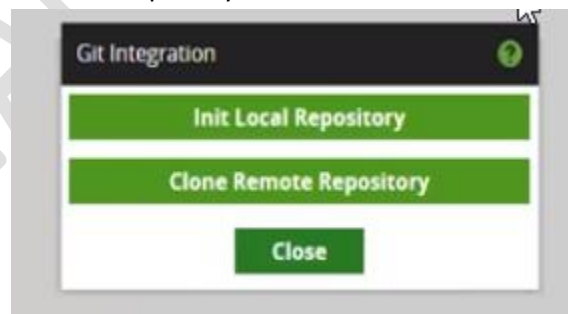 Git Integration
Init Local Repository
Clone Remote Repository
Close